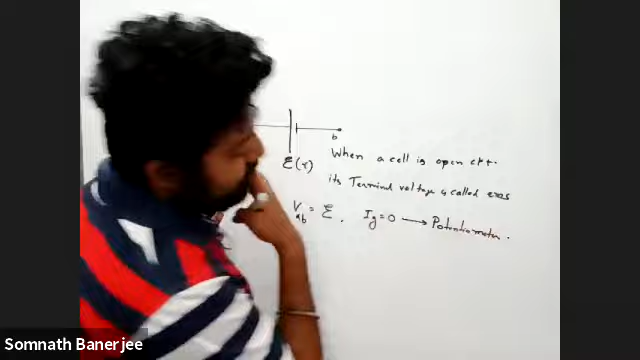 b
ℰ(r)
When a cell is open ckt.
its Terminal voltage is called
V_ab = ℰ. I_g=0 → Potentiometer.
Somnath Banerjee